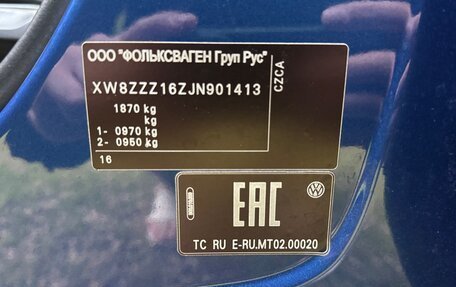 ООО "ФОЛЬКСВАГЕН Груп Рус"
XW8ZZZ16ZJN901413
CZCA
1870 kg
kg
1- 0970 kg
2- 0950 kg
16
EAC
TC RU E-RU.MT02.00020